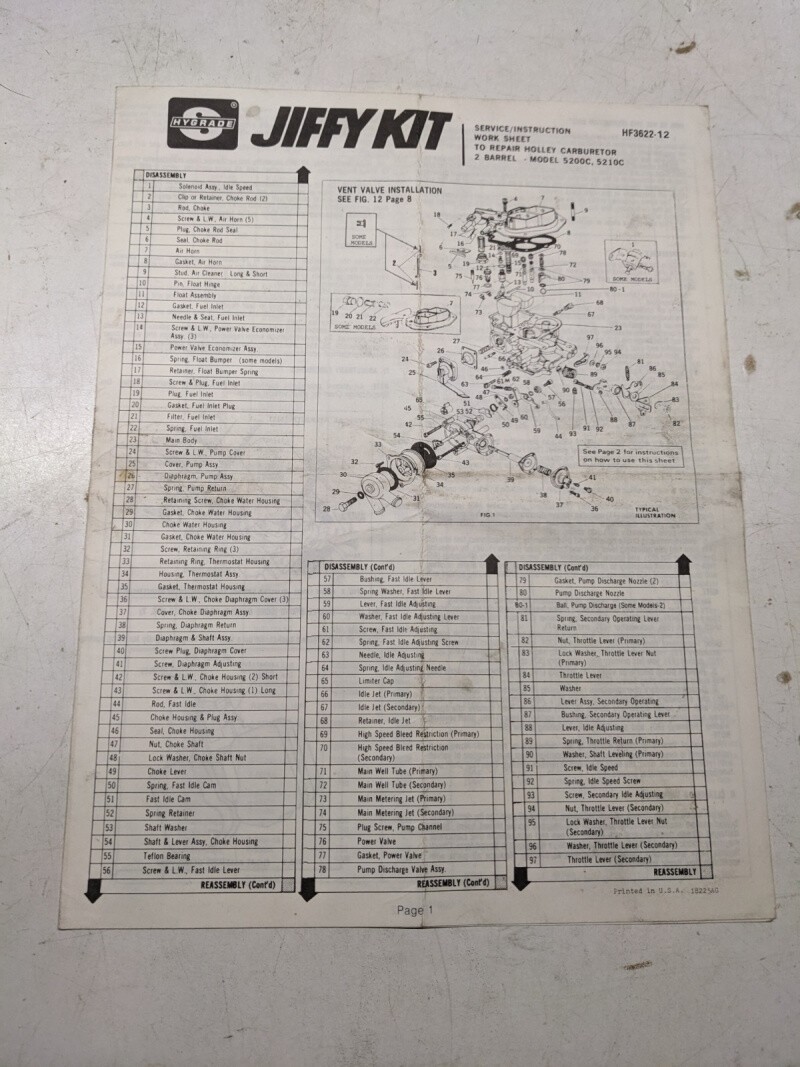 HYGRADE
S
®
JIFFY KIT
SERVICE/INSTRUCTION
WORK SHEET
TO REPAIR HOLLEY CARBURETOR
2 BARREL - MODEL 5200C, 5210C
HF3622-12
DISASSEMBLY
1 Solenoid Assy., Idle Speed
2 Clip or Retainer, Choke Rod (2)
3 Rod, Choke
4 Screw & L.W., Air Horn (5)
5 Plug, Choke Rod Seal
6 Seal, Choke Rod
7 Air Horn
8 Gasket, Air Horn
9 Stud, Air Cleaner Long & Short
10 Pin, Float Hinge
11 Float Assembly
12 Gasket, Fuel Inlet
13 Needle & Seat, Fuel Inlet
14 Screw & L.W., Power Valve Economizer
Assy. (3)
15 Power Valve Economizer Assy
16 Spring, Float Bumper (some models)
17 Retainer, Float Bumper Spring
18 Screw & Plug, Fuel Inlet
19 Plug, Fuel Inlet
20 Gasket, Fuel Inlet Plug
21 Filter, Fuel Inlet
22 Spring, Fuel Inlet
23 Main Body
24 Screw & L.W., Pump Cover
25 Cover, Pump Assy
26 Diaphragm, Pump Assy
27 Spring, Pump Return
28 Retaining Screw, Choke Water Housing
29 Gasket, Choke Water Housing
30 Choke Water Housing
31 Gasket, Choke Water Housing
32 Screw, Retaining Ring (3)
33 Retaining Ring, Thermostat Housing
34 Housing, Thermostat Assy
35 Gasket, Thermostat Housing
36 Screw & L.W., Choke Diaphragm Cover (3)
37 Cover, Choke Diaphragm Assy
38 Spring, Diaphragm Return
39 Diaphragm & Shaft Assy
40 Screw Plug, Diaphragm Cover
41 Screw, Diaphragm Adjusting
42 Screw & L.W., Choke Housing (2) Short
43 Screw & L.W., Choke Housing (1) Long
44 Rod, Fast Idle
45 Choke Housing & Plug Assy
46 Seal, Choke Housing
47 Nut, Choke Shaft
48 Lock Washer, Choke Shaft Nut
49 Choke Lever
50 Spring, Fast Idle Cam
51 Fast Idle Cam
52 Spring Retainer
53 Shaft Washer
54 Shaft & Lever Assy, Choke Housing
55 Teflon Bearing
56 Screw & L.W., Fast Idle Lever
REASSEMBLY (Cont'd)
VENT VALVE INSTALLATION
SEE FIG. 12 Page 8
SOME
MODELS
SOME MODELS
19 20 21 22
SOME MODELS
See Page 2 for instructions
on how to use this sheet
FIG. 1
TYPICAL
ILLUSTRATION
DISASSEMBLY (Cont'd)
57 Bushing, Fast Idle Lever
58 Spring Washer, Fast Idle Lever
59 Lever, Fast Idle Adjusting
60 Washer, Fast Idle Adjusting Lever
61 Screw, Fast Idle Adjusting
62 Spring, Fast Idle Adjusting Screw
63 Needle, Idle Adjusting
64 Spring, Idle Adjusting Needle
65 Limiter Cap
66 Idle Jet (Primary)
67 Idle Jet (Secondary)
68 Retainer, Idle Jet
69 High Speed Bleed Restriction (Primary)
70 High Speed Bleed Restriction
(Secondary)
71 Main Well Tube (Primary)
72 Main Well Tube (Secondary)
73 Main Metering Jet (Primary)
74 Main Metering Jet (Secondary)
75 Plug Screw, Pump Channel
76 Power Valve
77 Gasket, Power Valve
78 Pump Discharge Valve Assy.
REASSEMBLY (Cont'd)
DISASSEMBLY (Cont'd)
79 Gasket, Pump Discharge Nozzle (2)
80 Pump Discharge Nozzle
80-1 Ball, Pump Discharge (Some Models-2)
81 Spring, Secondary Operating Lever
Return
82 Nut, Throttle Lever (Primary)
83 Lock Washer, Throttle Lever Nut
(Primary)
84 Throttle Lever
85 Washer
86 Lever Assy, Secondary Operating
87 Bushing, Secondary Operating Lever
88 Lever, Idle Adjusting
89 Spring, Throttle Return (Primary)
90 Washer, Shaft Leveling (Primary)
91 Screw, Idle Speed
92 Spring, Idle Speed Screw
93 Screw, Secondary Idle Adjusting
94 Nut, Throttle Lever (Secondary)
95 Lock Washer, Throttle Lever Nut
(Secondary)
96 Washer, Throttle Lever (Secondary)
97 Throttle Lever (Secondary)
REASSEMBLY
Printed in U.S.A.
Page 1